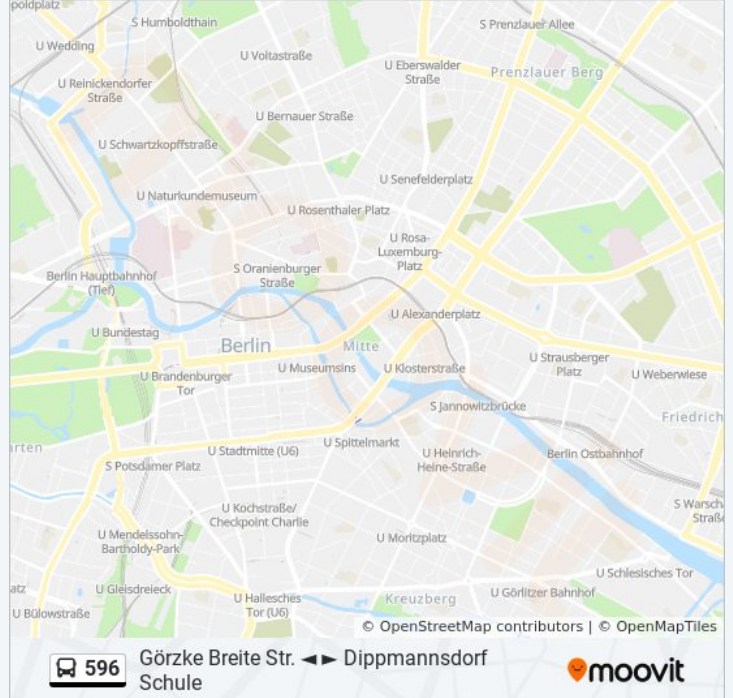 poldplatz
S Humboldthain
S Prenzlauer Allee
U Wedding
U Voltastraße
U Eberswalder
Straße
Prenzlauer Berg
U Reinickendorfer
Straße
U Bernauer Straße
U Schwartzkopffstraße
U Senefelderplatz
U Naturkundemuseum
U Rosenthaler Platz
U Rosa-
Luxemburg-
Platz
S Oranienburger
Straße
Berlin Hauptbahnhof
(Tief)
U Alexanderplatz
U Bundestag
Berlin
Mitte
U Strausberger
Platz
U Museumsins
U Klosterstraße
U Weberwiese
U Brandenburger
Tor
S Jannowitzbrücke
Friedrich
rten
U Spittelmarkt
U Stadtmitte (U6)
U Heinrich-
Heine-Straße
Berlin Ostbahnhof
S Potsdamer Platz
S Warsch
Straße
U Kochstraße/
Checkpoint Charlie
U Mendelssohn-
Bartholdy-Park
U Moritzplatz
U Schlesisches Tor
atz
U Gleisdreieck
U Görlitzer Bahnhof
U Hallesches
Tor (U6)
Kreuzberg
U Bülowstraße
© OpenStreetMap contributors | © OpenMapTiles
596
Görzke Breite Str. ◄► Dippmannsdorf
Schule
moovit